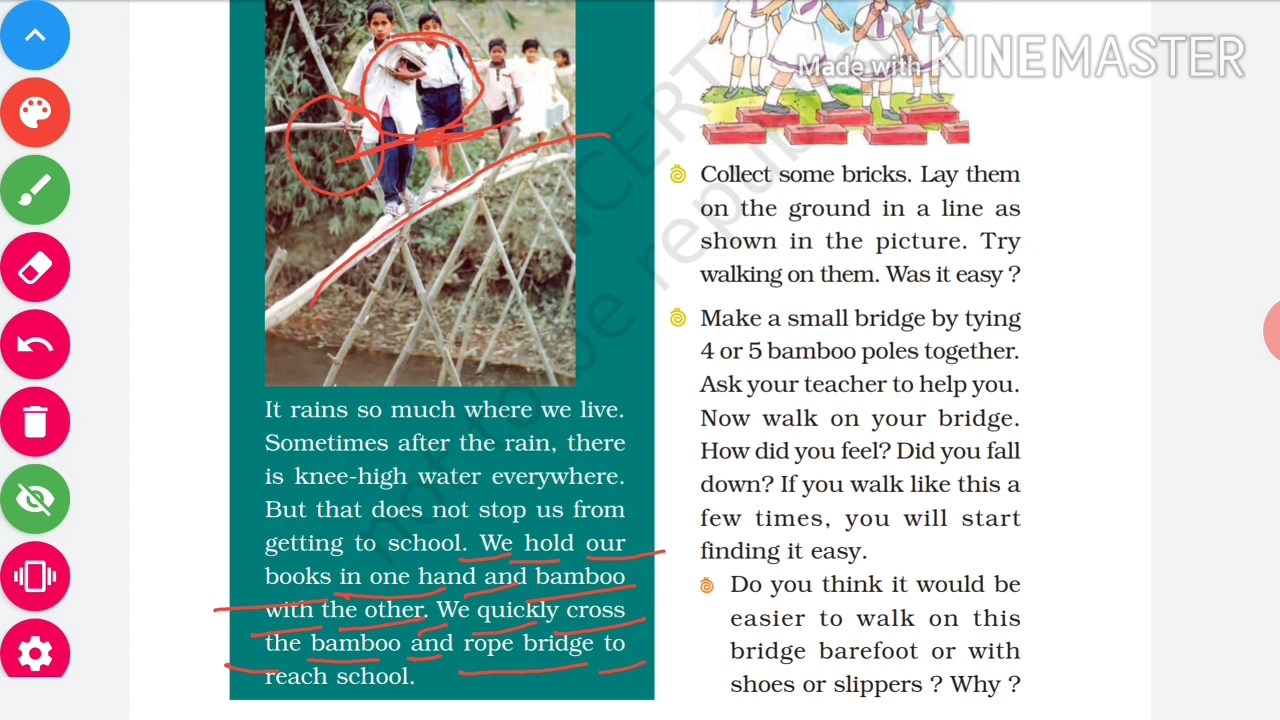 It rains so much where we live.
Sometimes after the rain, there
is knee-high water everywhere.
But that does not stop us from
getting to school. We hold our
books in one hand and bamboo
with the other. We quickly cross
the bamboo and rope bridge to
reach school.
Made with KINEMASTER
Collect some bricks. Lay them
on the ground in a line as
shown in the picture. Try
walking on them. Was it easy ?
Make a small bridge by tying
4 or 5 bamboo poles together.
Ask your teacher to help you.
Now walk on your bridge.
How did you feel? Did you fall
down? If you walk like this a
few times, you will start
finding it easy.
Do you think it would be
easier to walk on this
bridge barefoot or with
shoes or slippers ? Why ?
NCERT
not to be republ